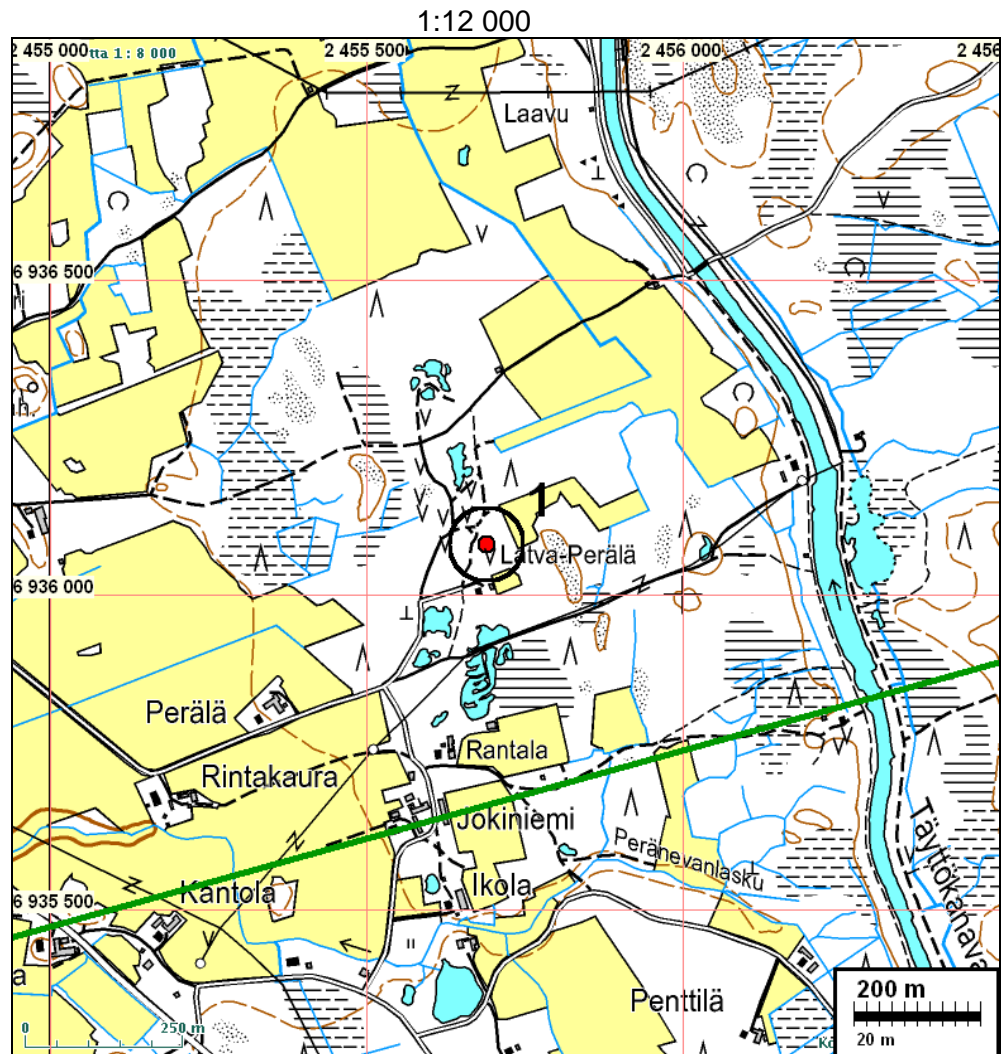 1:12 000
2 455 000
tta 1 : 8 000
2 455 500
2 456 000
2 456
Laavu
6 936 500
1
Latva-Perälä
6 936 000
Perälä
Rantala
Rintakaura
Jokiniemi
Peränevanlasku
Täyttökanava
Kantola
Ikola
6 935 500
a
Penttilä
200 m
20 m
0
250 m